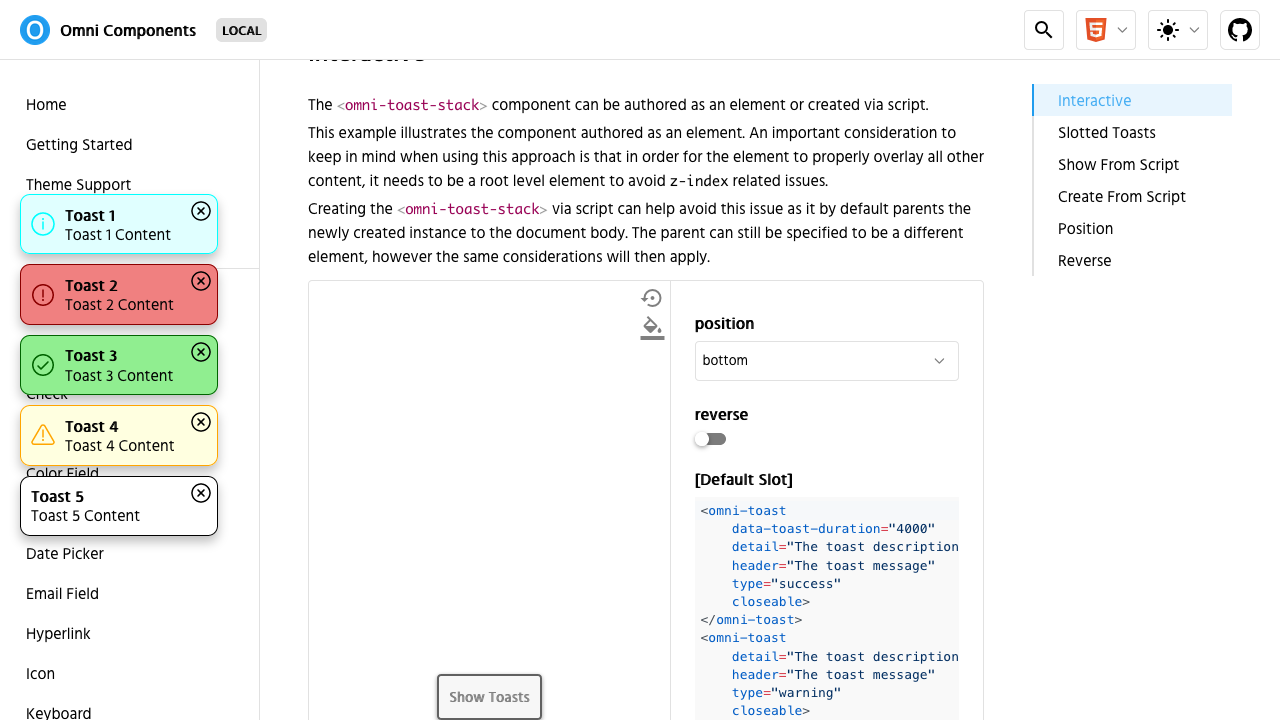 Omni Components
LOCAL
Home
Getting Started
Theme Support
Toast 1
Toast 1 Content
Toast 2
Toast 2 Content
Toast 3
Toast 3 Content
Check
Toast 4
Toast 4 Content
Color Field
Toast 5
Toast 5 Content
Date Picker
Email Field
Hyperlink
Icon
Keyboard
Interactive
The <omni-toast-stack> component can be authored as an element or created via script.
This example illustrates the component authored as an element. An important consideration to
keep in mind when using this approach is that in order for the element to properly overlay all other
content, it needs to be a root level element to avoid z-index related issues.
Creating the <omni-toast-stack> via script can help avoid this issue as it by default parents the
newly created instance to the document body. The parent can still be specified to be a different
element, however the same considerations will then apply.
Show Toasts
position
bottom
reverse
[Default Slot]
<omni-toast
data-toast-duration="4000"
detail="The toast description
header="The toast message"
type="success"
closeable>
</omni-toast>
<omni-toast
detail="The toast description
header="The toast message"
type="warning"
closeable>
Interactive
Slotted Toasts
Show From Script
Create From Script
Position
Reverse